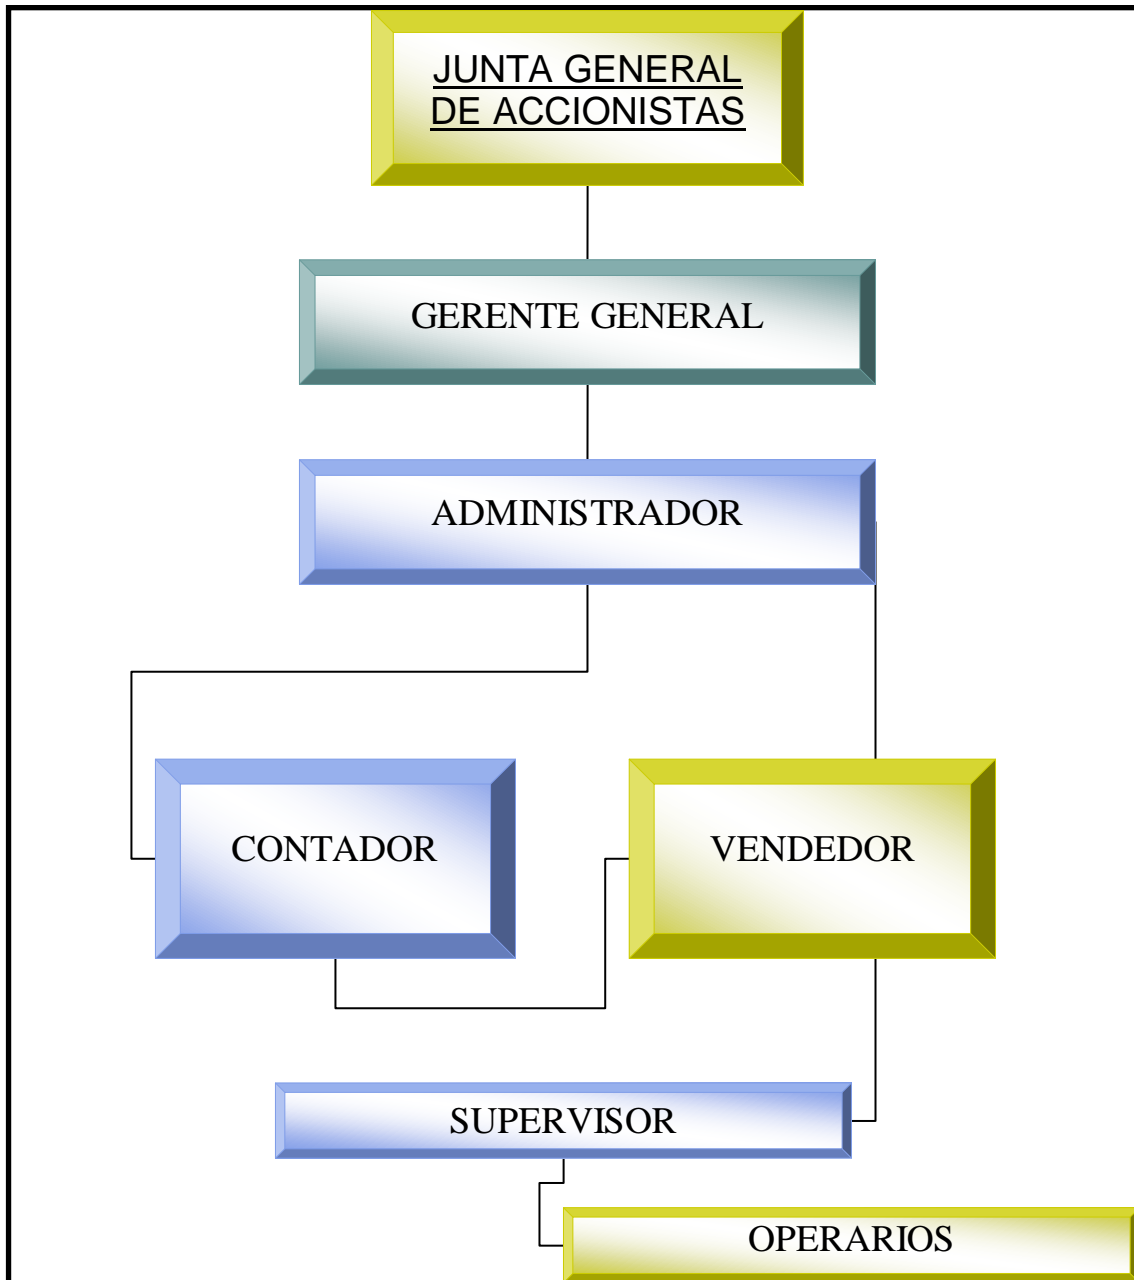 JUNTA GENERAL
DE ACCIONISTAS
GERENTE GENERAL
ADMINISTRADOR
CONTADOR
VENDEDOR
SUPERVISOR
OPERARIOS